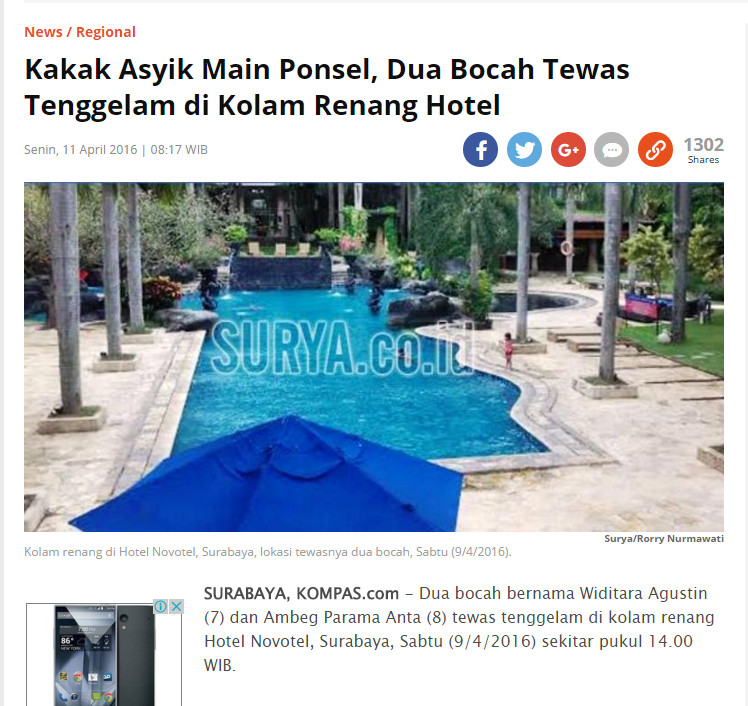 News / Regional
Kakak Asyik Main Ponsel, Dua Bocah Tewas
Tenggelam di Kolam Renang Hotel
Senin, 11 April 2016 | 08:17 WIB
1302
Shares
SURYA.co.id
Surya/Rorry Nurmawati
Kolam renang di Hotel Novotel, Surabaya, lokasi tewasnya dua bocah, Sabtu (9/4/2016).
SURABAYA, KOMPAS.com – Dua bocah bernama Widitara Agustin
(7) dan Ambeg Parama Anta (8) tewas tenggelam di kolam renang
Hotel Novotel, Surabaya, Sabtu (9/4/2016) sekitar pukul 14.00
WIB.
86°